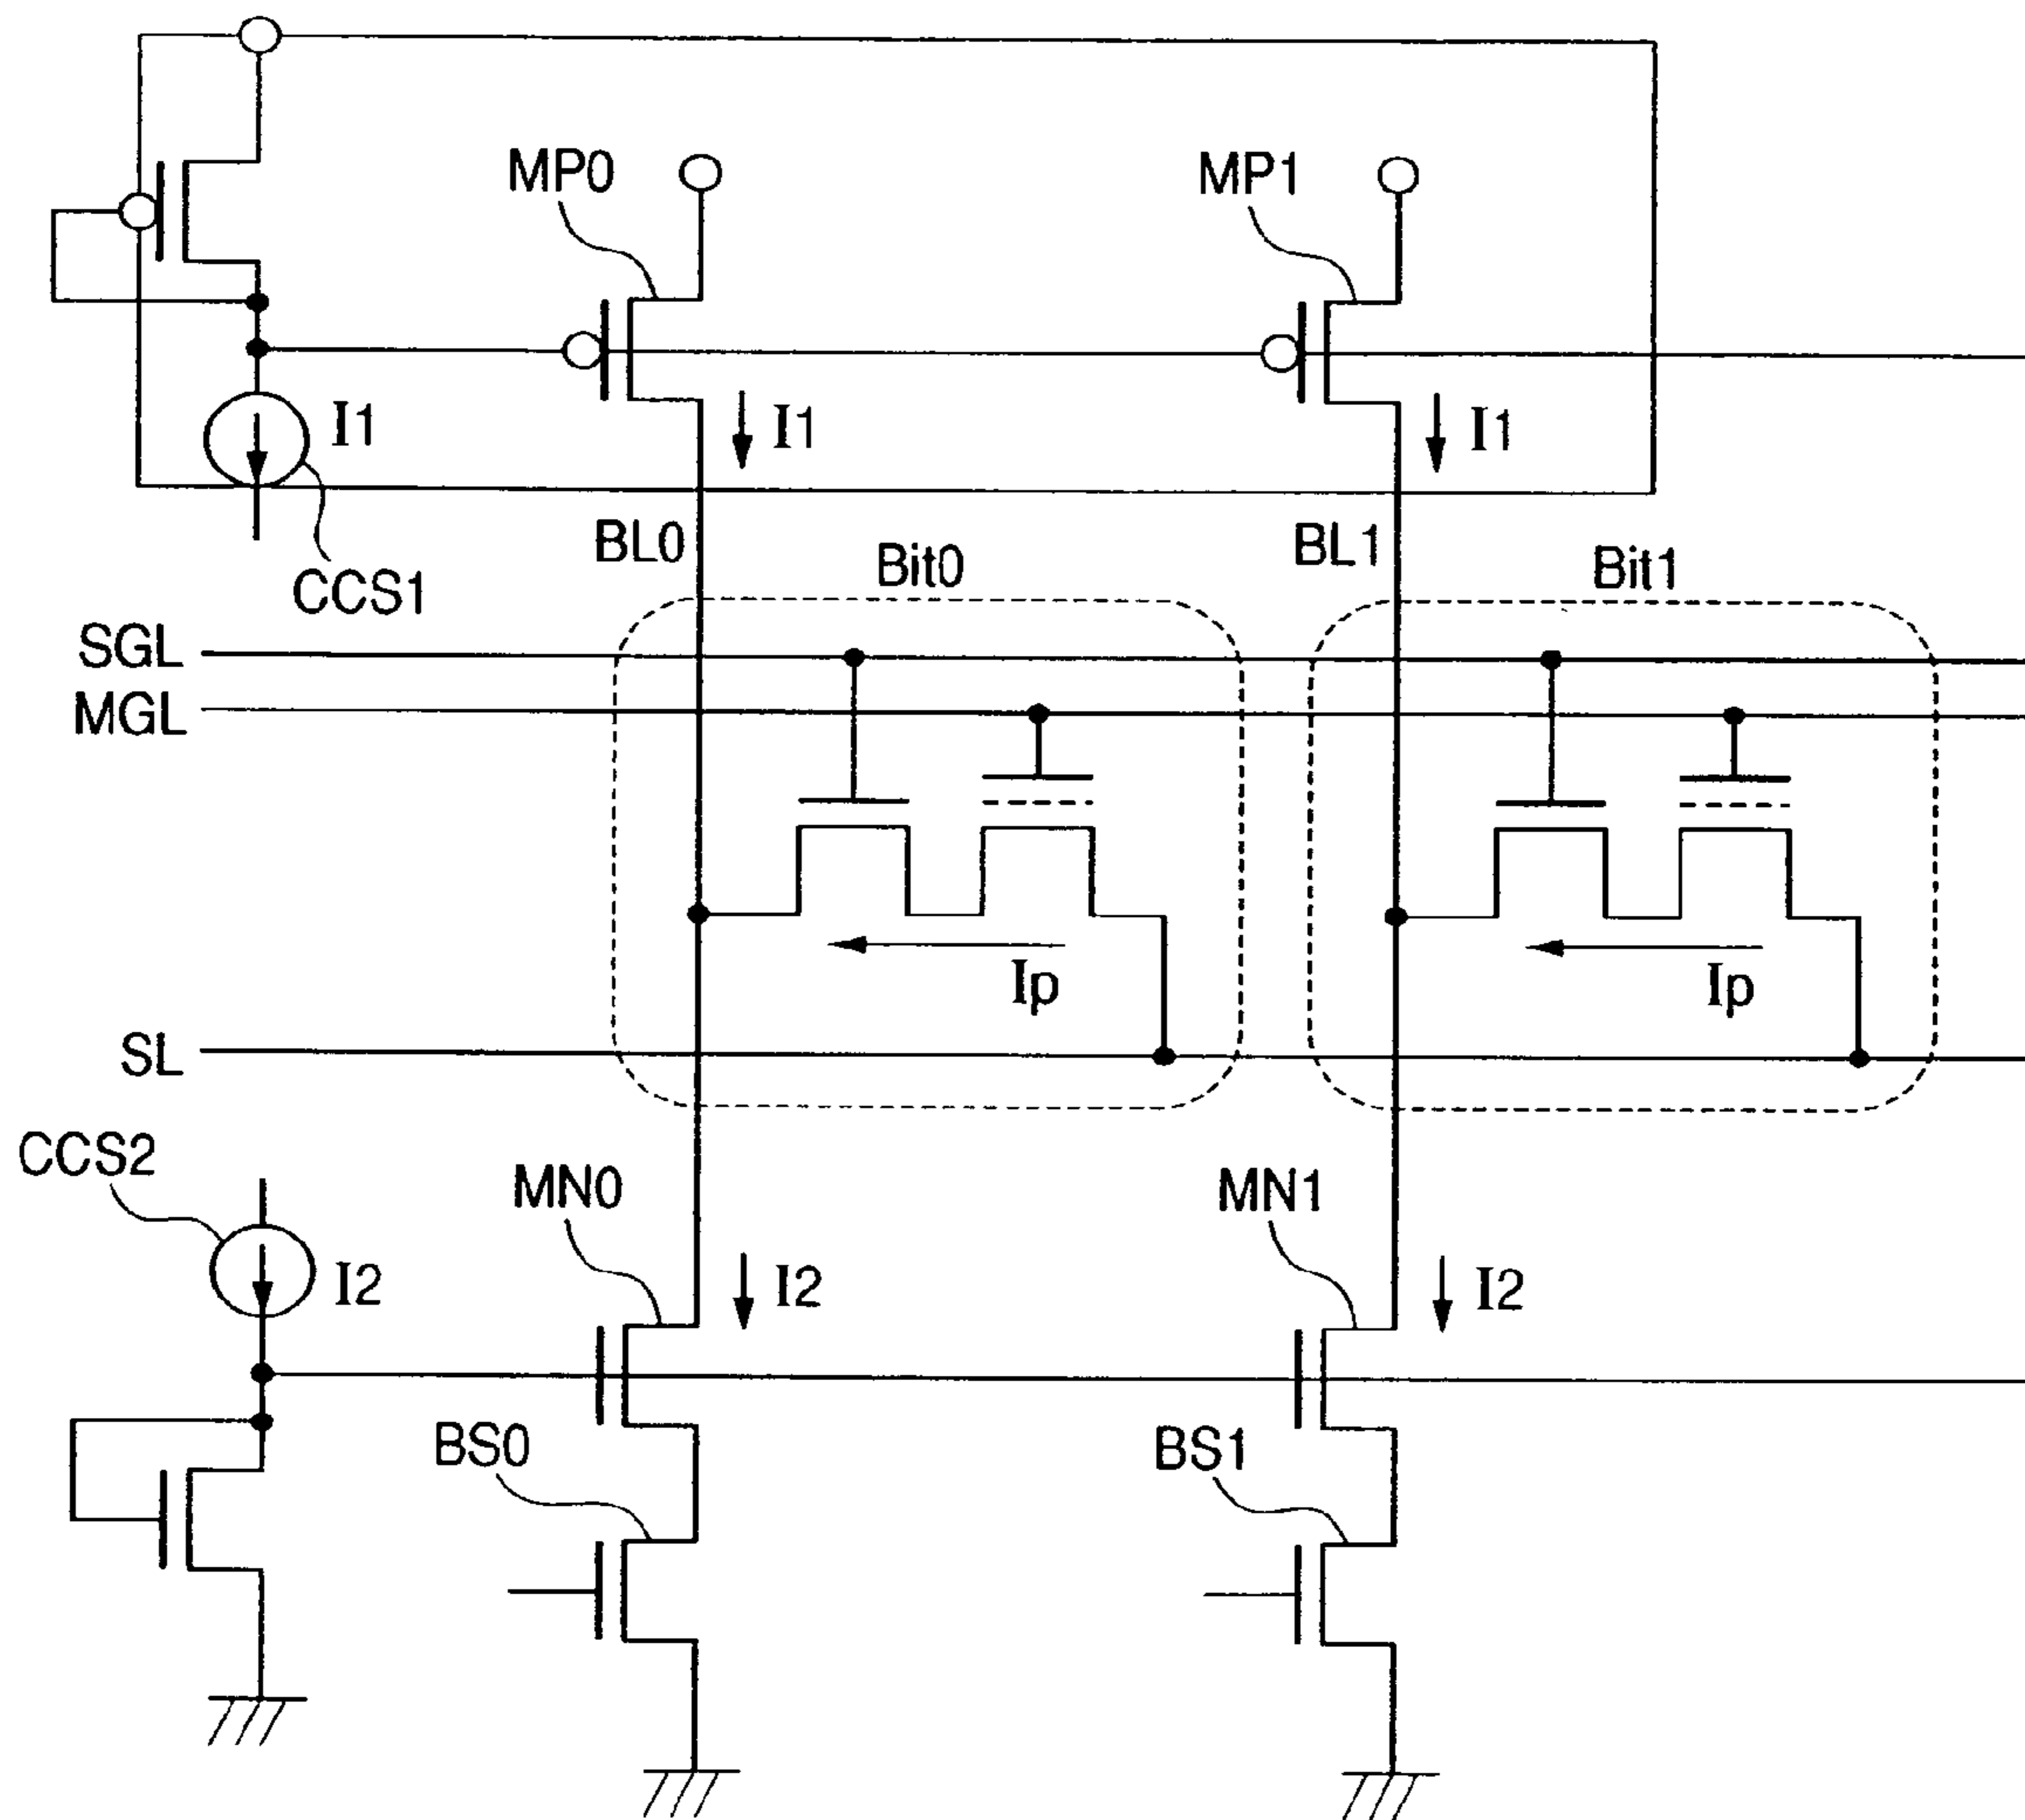 MP0
MP1
I1
I1
I1
CCS1
BL0
BL1
Bit0
Bit1
SGL
MGL
Ip
Ip
SL
CCS2
MN0
MN1
I2
I2
I2
BS0
BS1